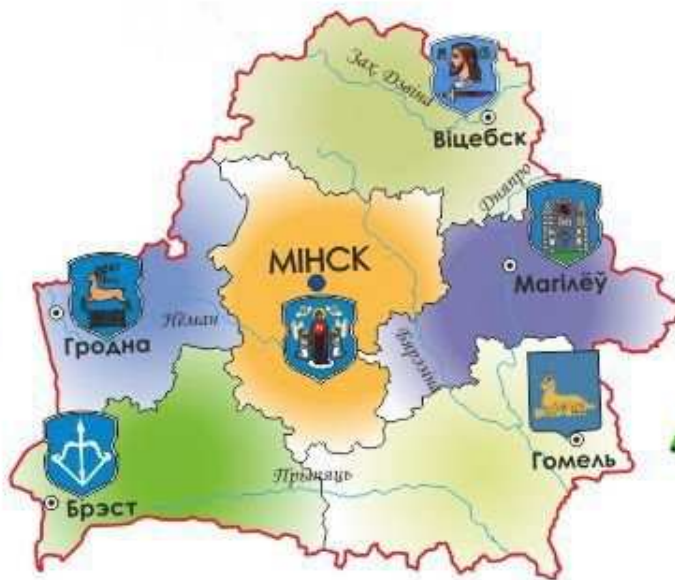 Зах. Дзвіна
Віцебск
Дняпро
МІНСК
Магілёў
Нёман
Гродна
Бярэзіна
Гомель
Прыпяць
Брэст